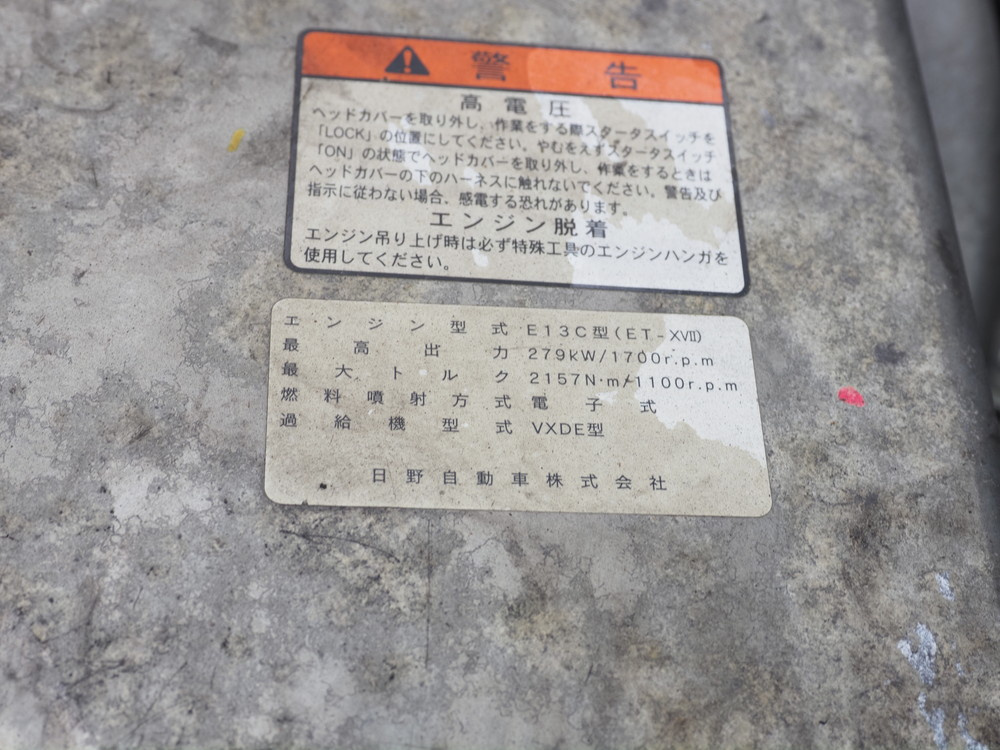 警告
高電圧
ヘッドカバーを取り外し、作業をする際スタータスイッチを
「LOCK」の位置にしてください。やむをえずスタータスイッチ
「ON」の状態でヘッドカバーを取り外し、作業をするときは
ヘッドカバーの下のハーネスに触れないでください。警告及び
指示に従わない場合、感電する恐れがあります。
エンジン脱着
エンジン吊り上げ時は必ず特殊工具のエンジンハンガを
使用してください。
エンジン型式 E13C型(ET-XVII)
最高出力 279kW/1700r.p.m
最大トルク 2157N·m/1100r.p.m
燃料噴射方式 電子式
過給機型式 VXDE型
日野自動車株式会社